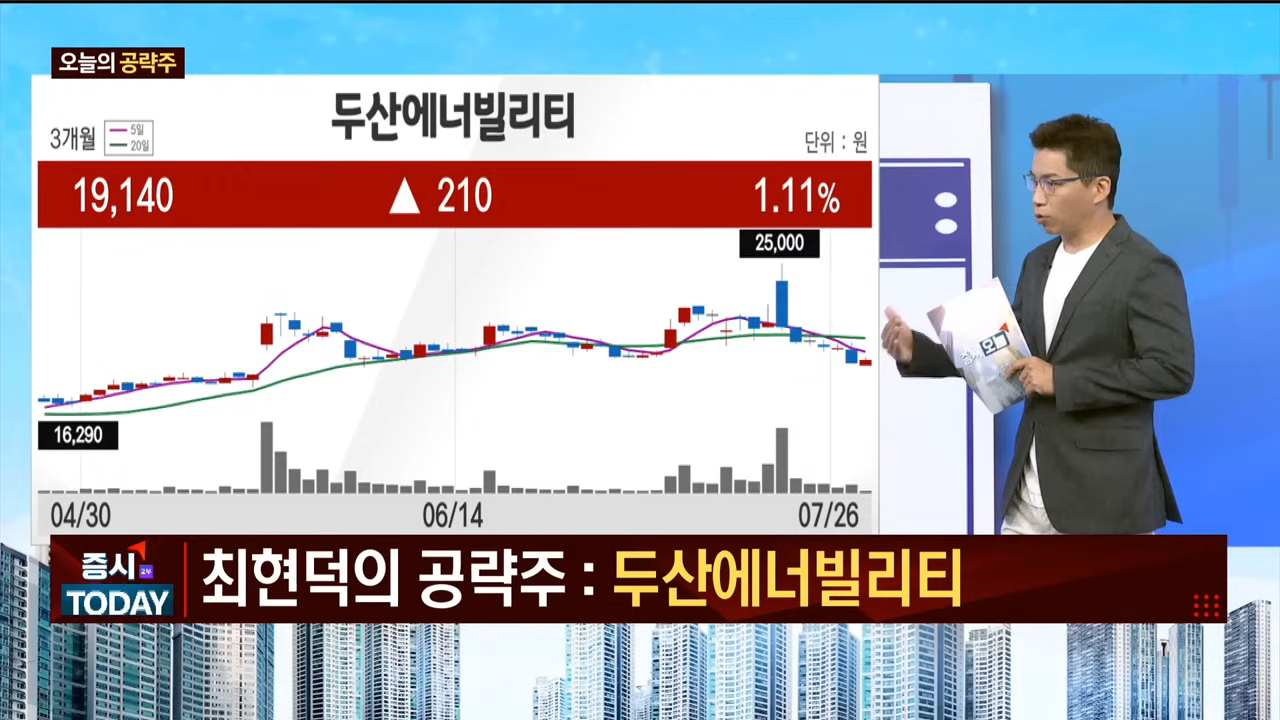 오늘의 공략주
두산에너빌리티
3개월
5일
20일
단위 : 원
19,140 ▲ 210 1.11%
25,000
16,290
04/30 06/14 07/26
증시
2부
TODAY
최현덕의 공략주 : 두산에너빌리티